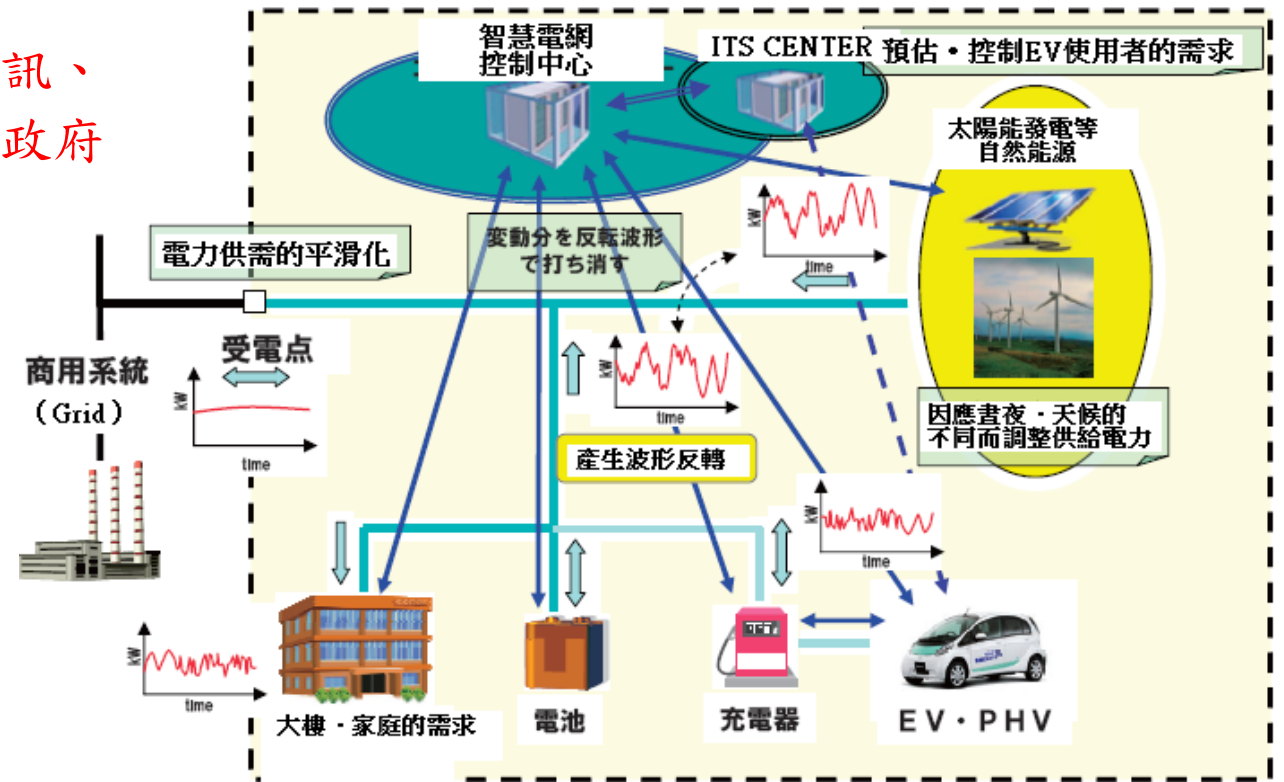 訊、
政府
智慧電網
控制中心
ITS CENTER
預估・控制EV使用者的需求
太陽能發電等
自然能源
電力供需的平滑化
変動分を反転波形
で打ち消す
kW
time
受電点
商用系統
(Grid)
kW
time
kW
time
產生波形反轉
因應晝夜・天候的
不同而調整供給電力
kW
time
kW
time
大樓・家庭的需求
電池
充電器
EV・PHV